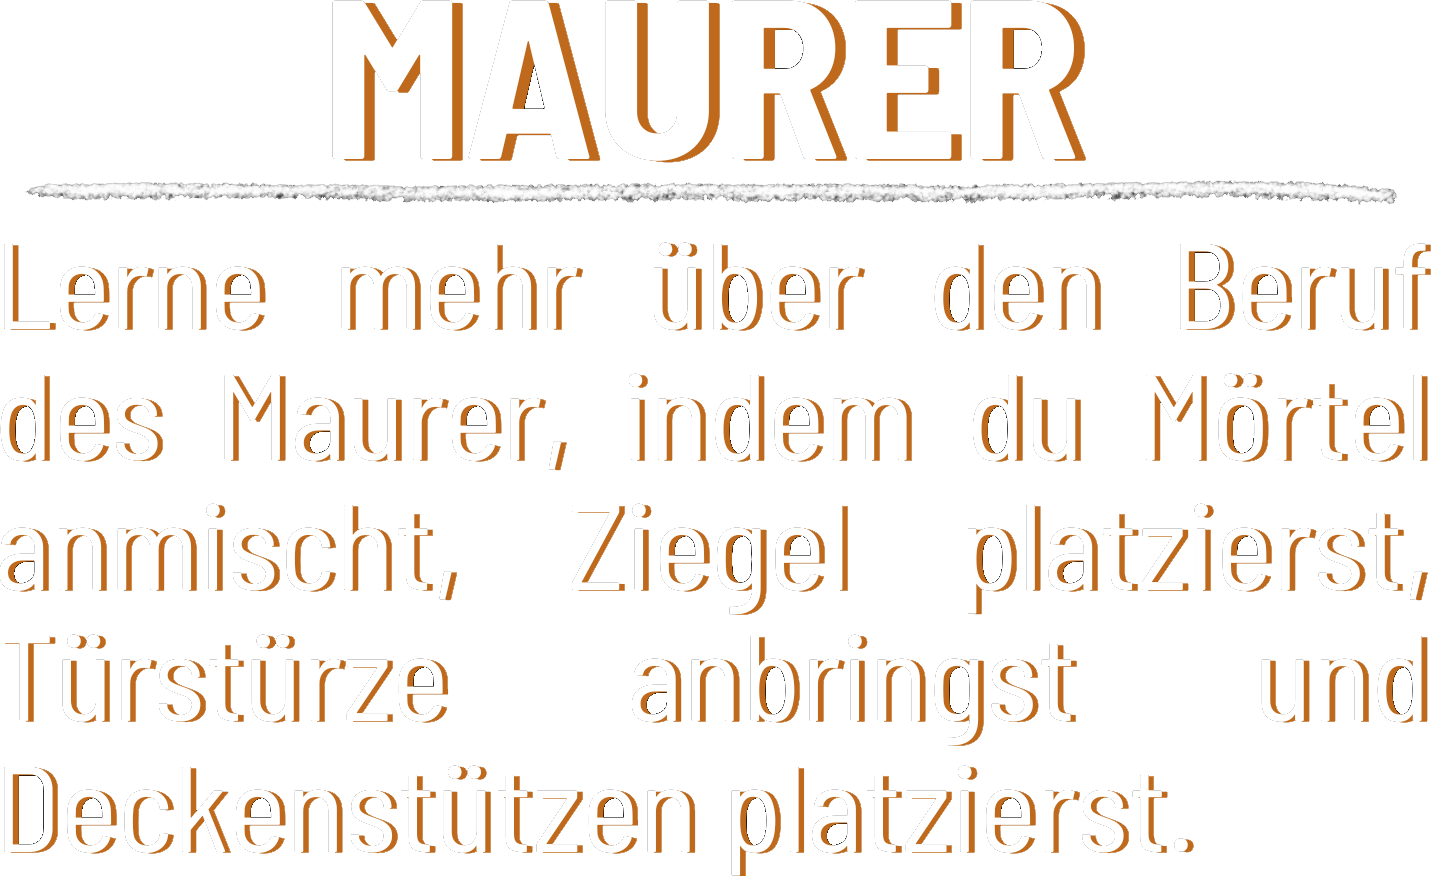 MAURER
Lerne mehr über den Beruf
des Maurer, indem du Mörtel
anmischt, Ziegel platzierst,
Türstürze anbringst und
Deckenstützen platzierst.